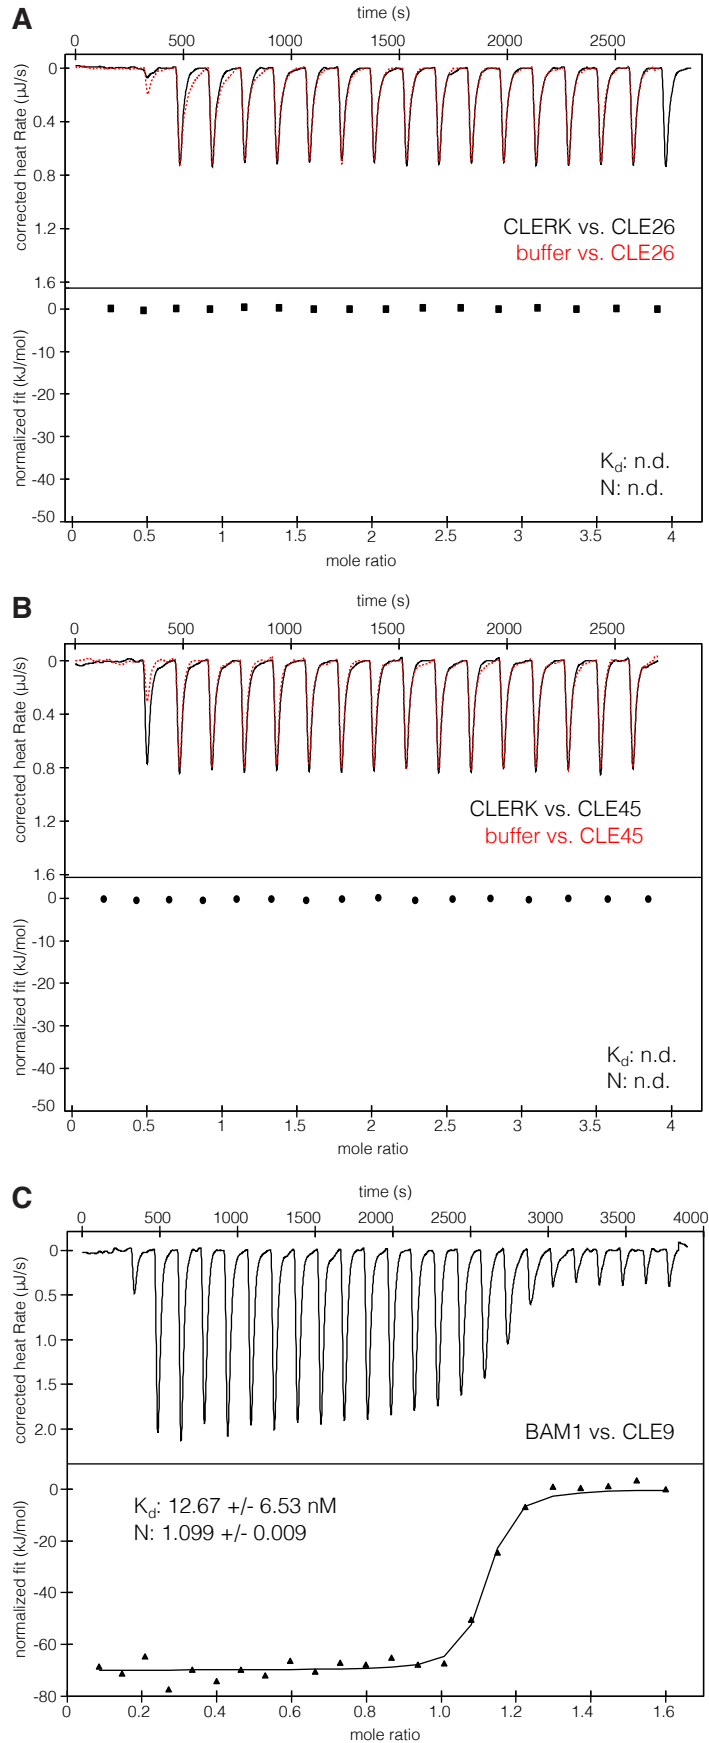 A
time (s)
0 500 1000 1500 2000 2500
corrected heat Rate (µJ/s)
0
0.4
0.8
1.2
1.6
CLERK vs. CLE26
buffer vs. CLE26
normalized fit (kJ/mol)
0
-10
-20
-30
-40
-50
Kd: n.d.
N: n.d.
0 0.5 1 1.5 2 2.5 3 3.5 4
mole ratio
B
time (s)
0 500 1000 1500 2000 2500
corrected heat Rate (µJ/s)
0
0.4
0.8
1.2
1.6
CLERK vs. CLE45
buffer vs. CLE45
normalized fit (kJ/mol)
0
-10
-20
-30
-40
-50
Kd: n.d.
N: n.d.
0 0.5 1 1.5 2 2.5 3 3.5 4
mole ratio
C
time (s)
0 500 1000 1500 2000 2500 3000 3500 4000
corrected heat Rate (µJ/s)
0
0.5
1.0
1.5
2.0
BAM1 vs. CLE9
normalized fit (kJ/mol)
0
-20
-40
-60
-80
Kd: 12.67 +/- 6.53 nM
N: 1.099 +/- 0.009
0 0.2 0.4 0.6 0.8 1.0 1.2 1.4 1.6
mole ratio